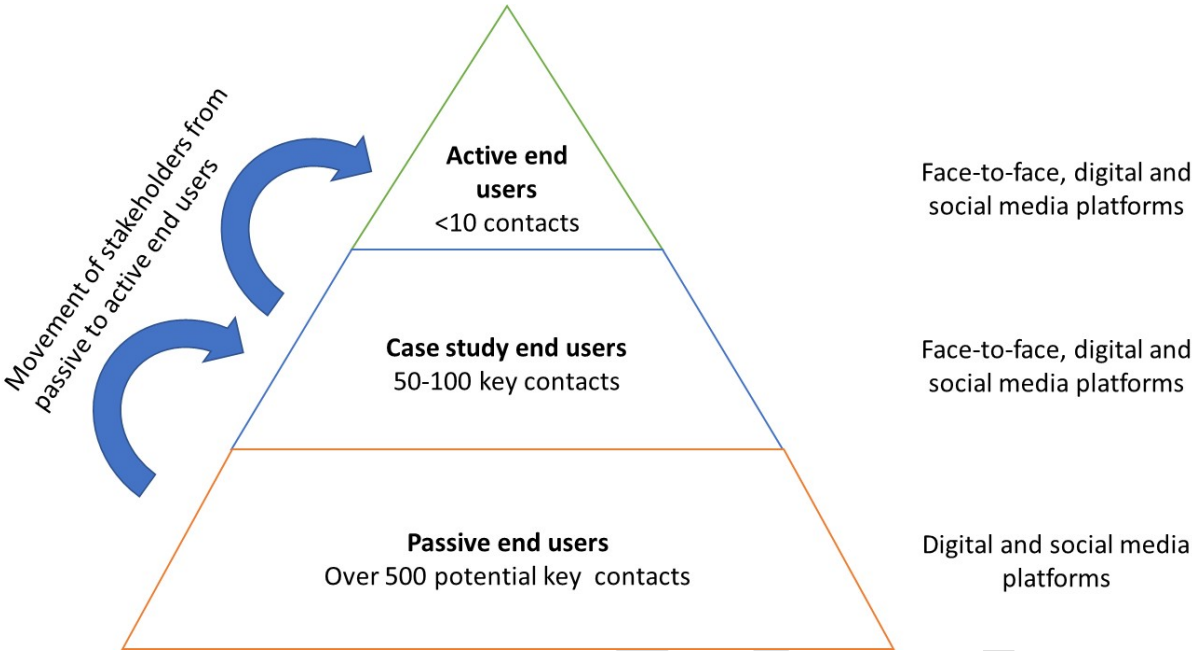 Movement of stakeholders from
passive to active end users
Active end
users
<10 contacts
Face-to-face, digital and
social media platforms
Case study end users
50-100 key contacts
Face-to-face, digital and
social media platforms
Passive end users
Over 500 potential key contacts
Digital and social media
platforms